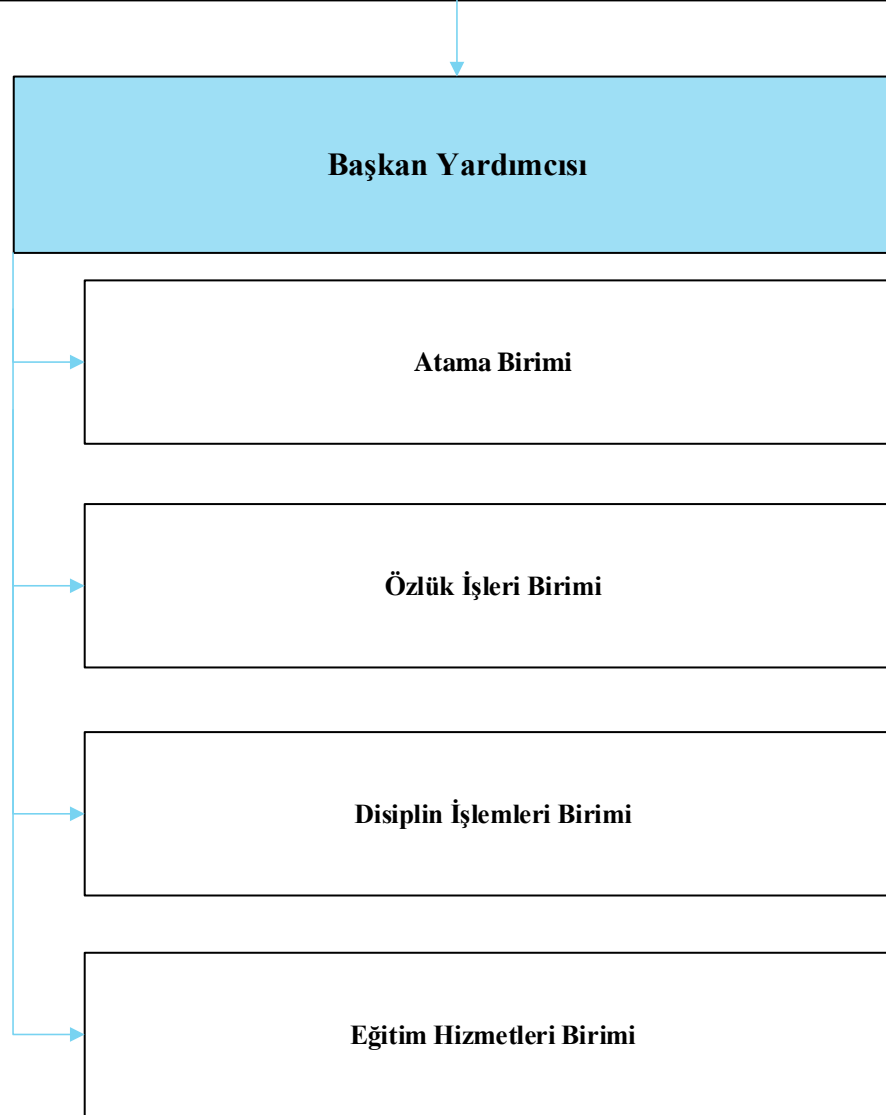 Başkan Yardımcısı
Atama Birimi
Özlük İşleri Birimi
Disiplin İşlemleri Birimi
Eğitim Hizmetleri Birimi